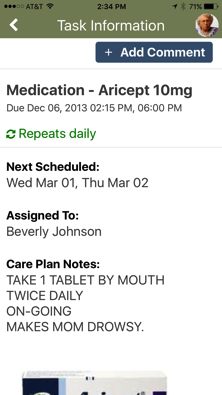 AT&T 2:34 PM 71%
Task Information
+ Add Comment
Medication - Aricept 10mg
Due Dec 06, 2013 02:15 PM, 06:00 PM
Repeats daily
Next Scheduled:
Wed Mar 01, Thu Mar 02
Assigned To:
Beverly Johnson
Care Plan Notes:
TAKE 1 TABLET BY MOUTH
TWICE DAILY
ON-GOING
MAKES MOM DROWSY.